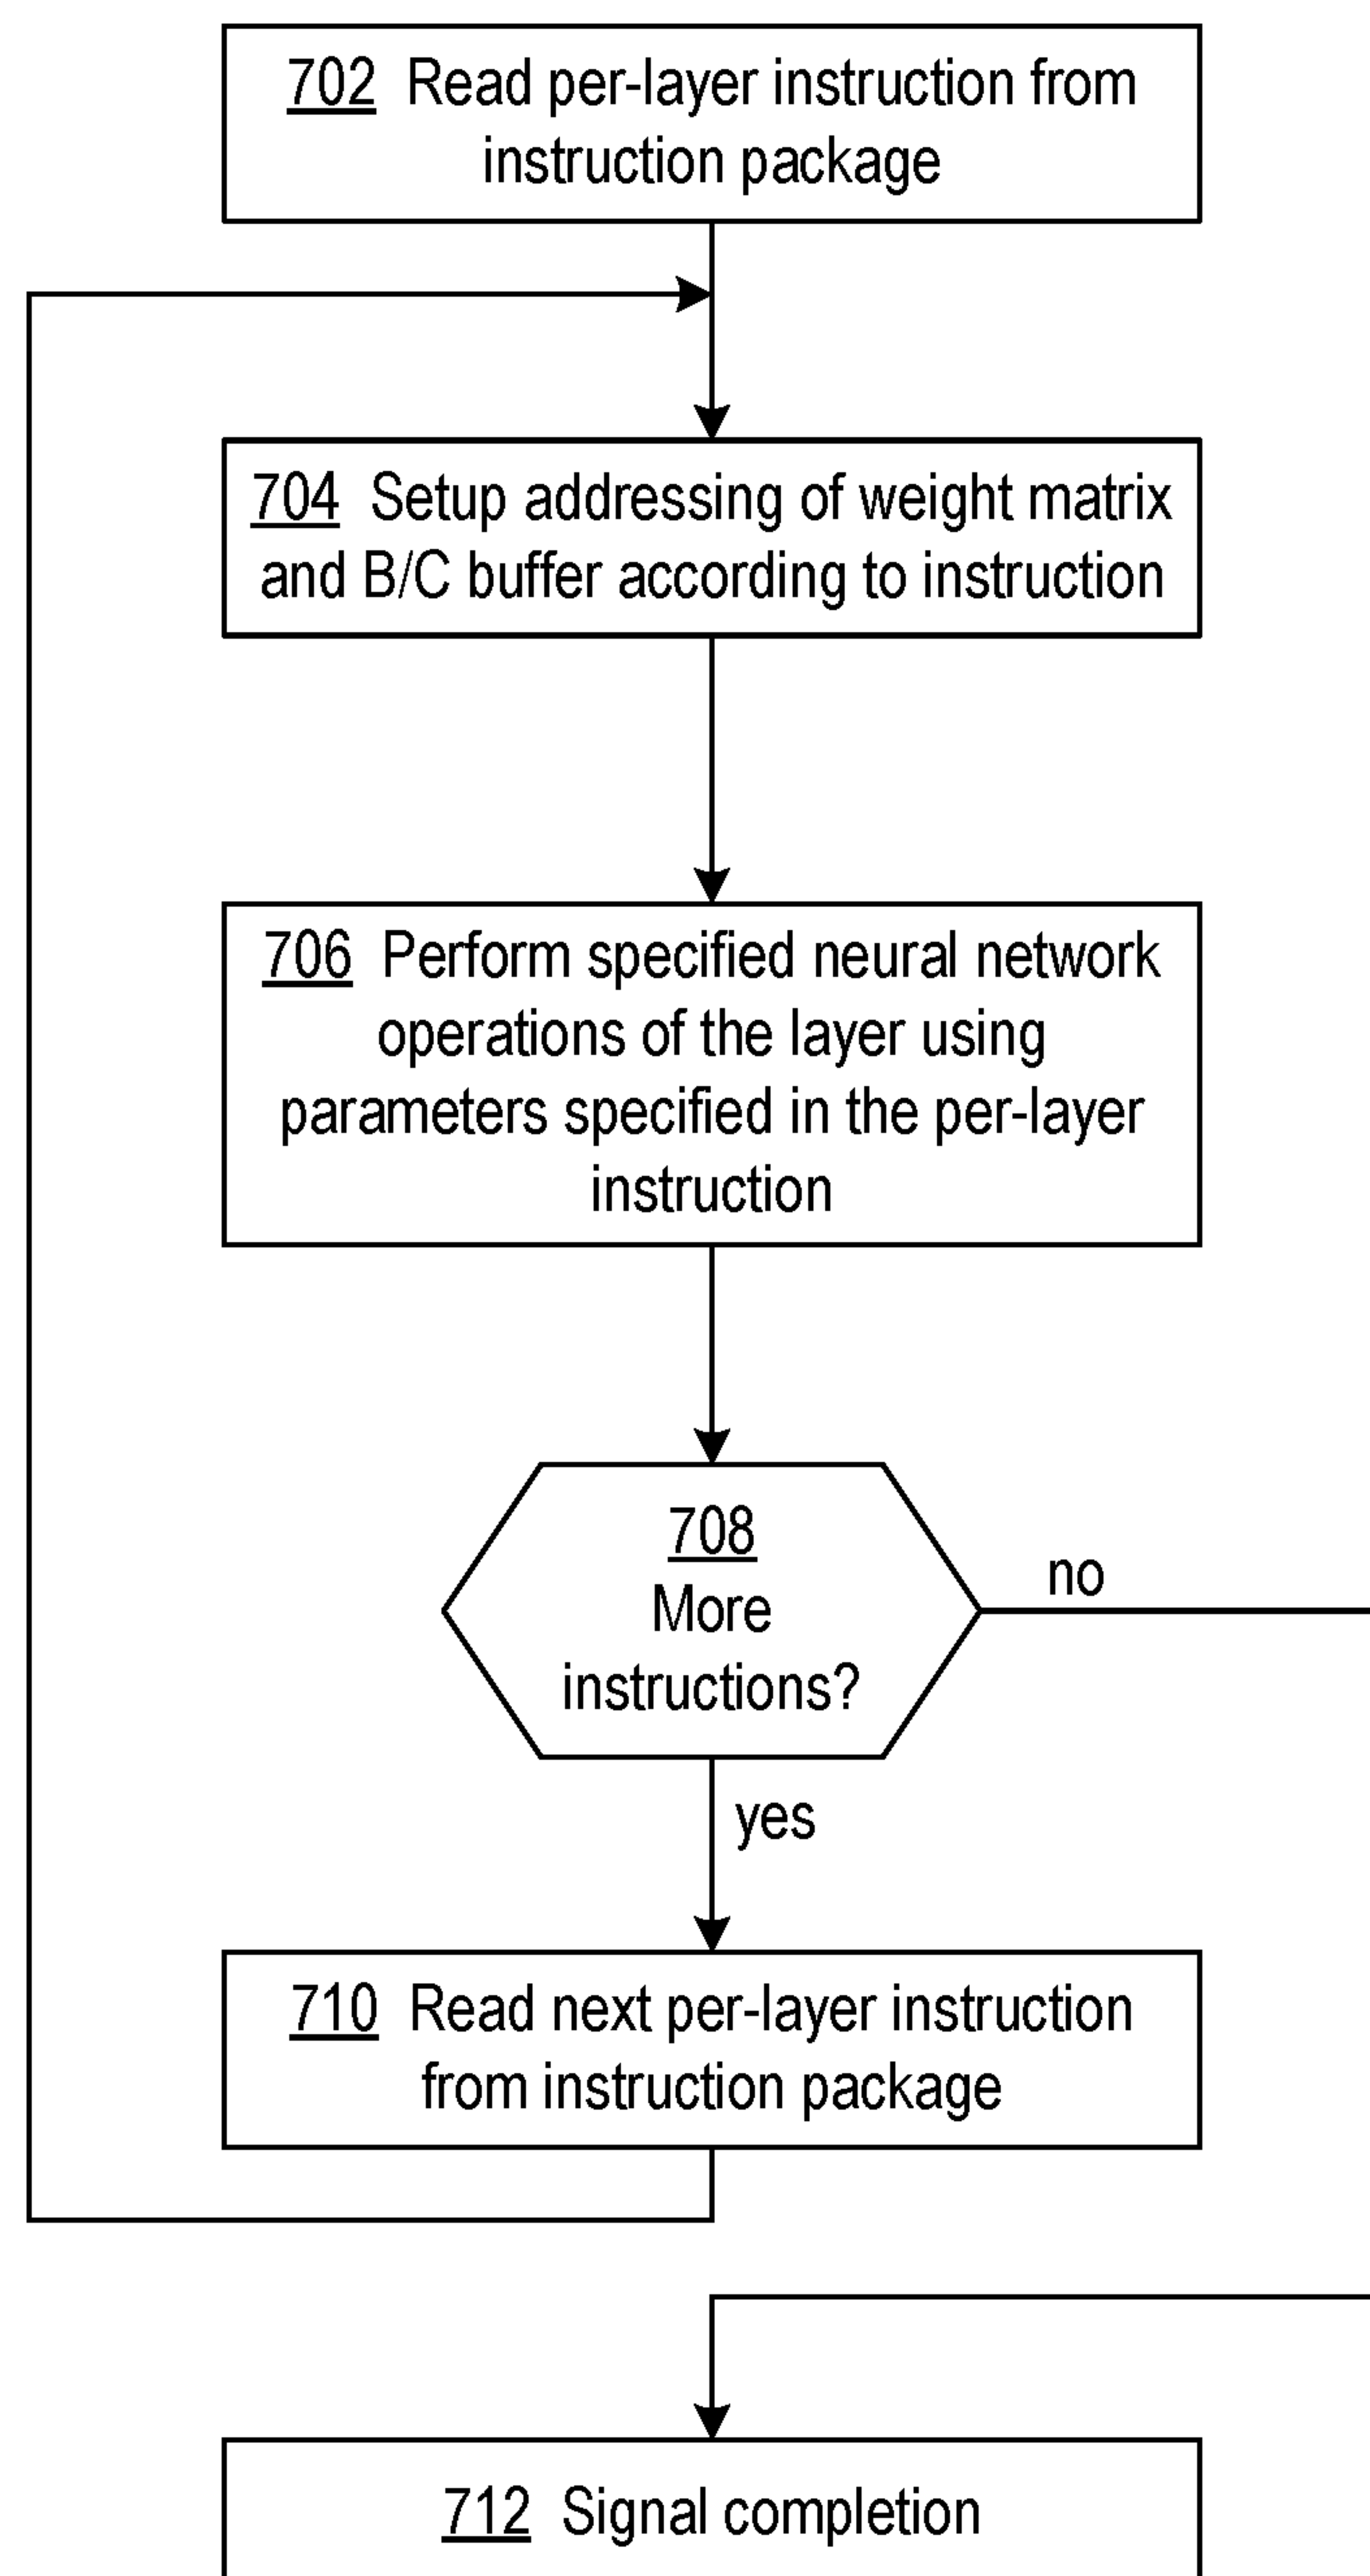 702 Read per-layer instruction from
instruction package
704 Setup addressing of weight matrix
and B/C buffer according to instruction
706 Perform specified neural network
operations of the layer using
parameters specified in the per-layer
instruction
708
More
instructions?
no
yes
710 Read next per-layer instruction
from instruction package
712 Signal completion